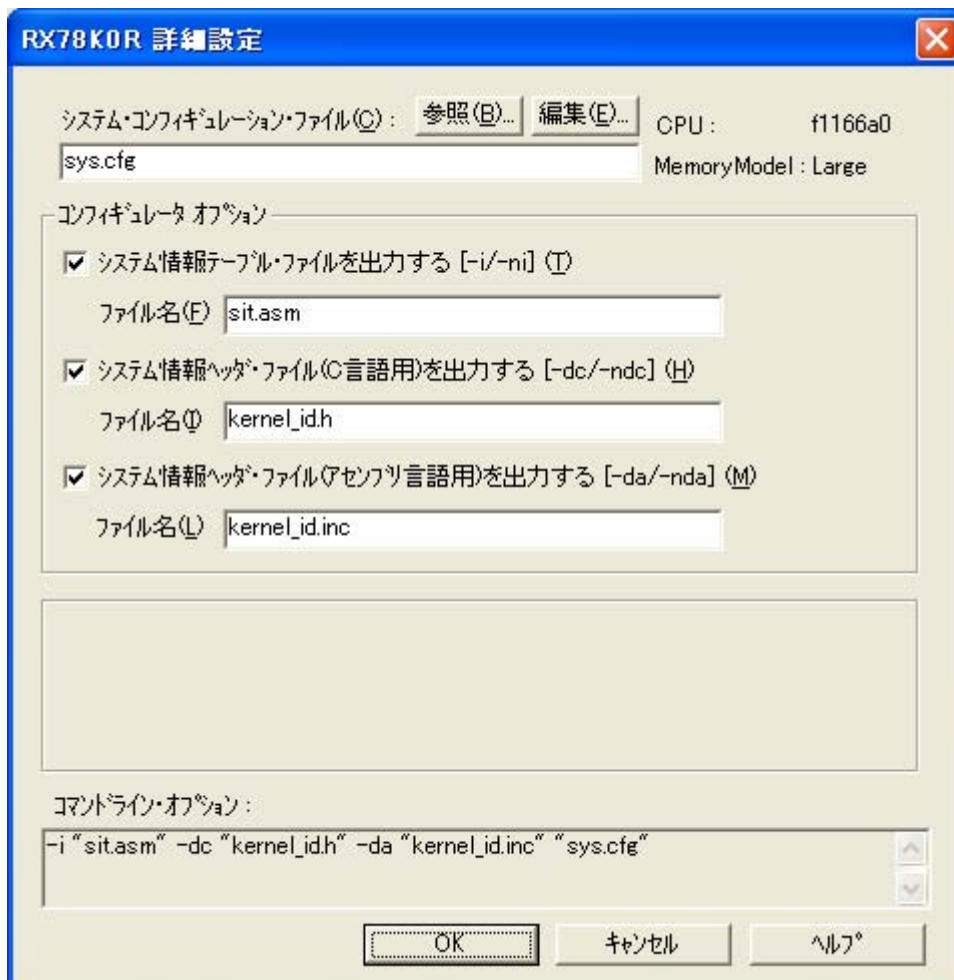 RX78K0R 詳細設定
ｼｽﾃﾑ･ｺﾝﾌｨｷﾞｭﾚｰｼｮﾝ･ﾌｧｲﾙ(C) : 参照(B)... 編集(E)... CPU : f1166a0
sys.cfg MemoryModel : Large
ｺﾝﾌｨｷﾞｭﾚｰﾀ ｵﾌﾟｼｮﾝ
ｼｽﾃﾑ情報ﾃｰﾌﾞﾙ･ﾌｧｲﾙを出力する [-i/-ni] (T)
ﾌｧｲﾙ名(F) sit.asm
ｼｽﾃﾑ情報ﾍｯﾀﾞ･ﾌｧｲﾙ(C言語用)を出力する [-dc/-ndc] (H)
ﾌｧｲﾙ名(I) kernel_id.h
ｼｽﾃﾑ情報ﾍｯﾀﾞ･ﾌｧｲﾙ(ｱｾﾝﾌﾞﾘ言語用)を出力する [-da/-nda] (M)
ﾌｧｲﾙ名(L) kernel_id.inc
ｺﾏﾝﾄﾞﾗｲﾝ･ｵﾌﾟｼｮﾝ :
-i "sit.asm" -dc "kernel_id.h" -da "kernel_id.inc" "sys.cfg"
OK ｷｬﾝｾﾙ ﾍﾙﾌﾟ